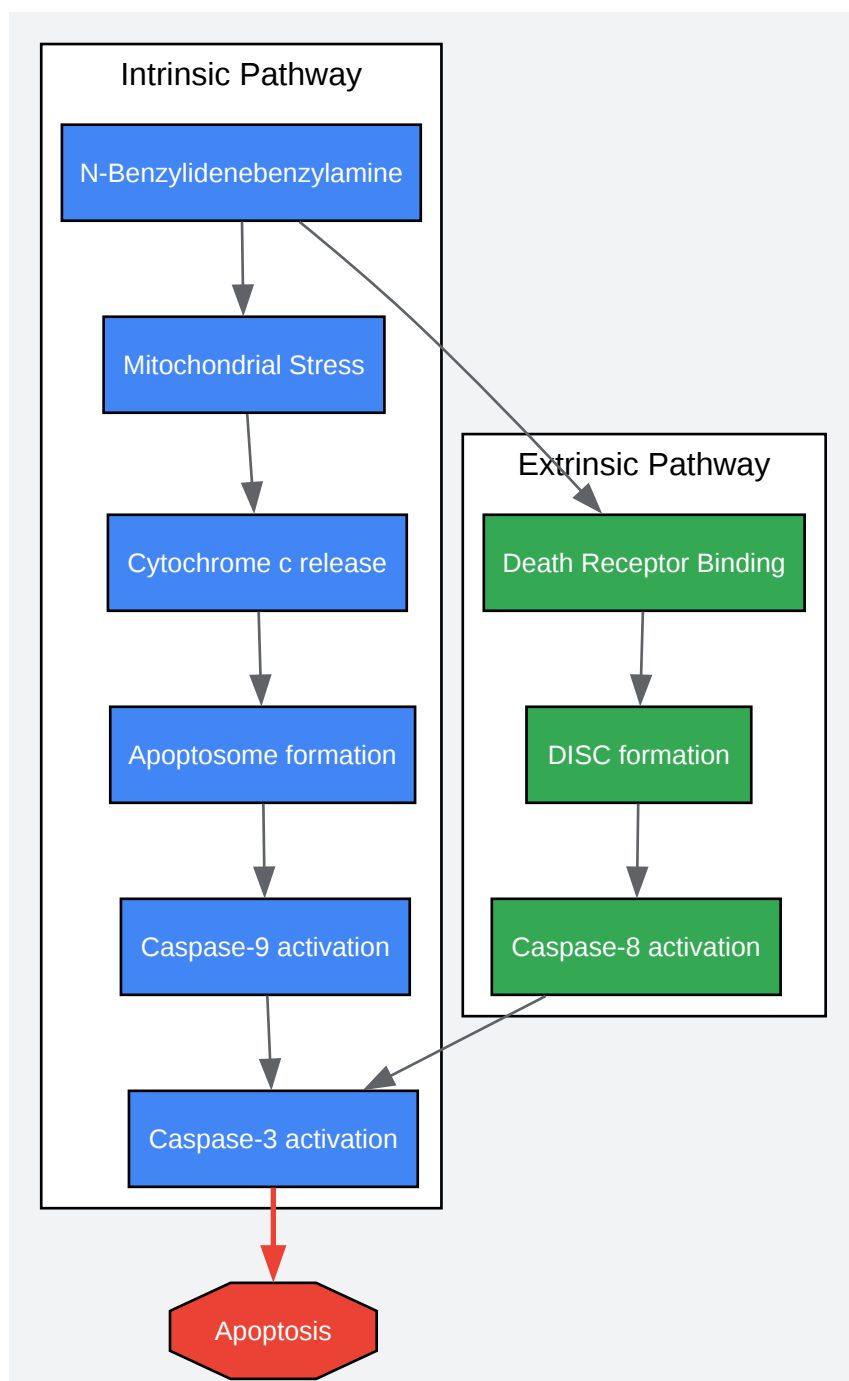 Intrinsic Pathway
N-Benzylidenebenzylamine
Mitochondrial Stress
Cytochrome c release
Apoptosome formation
Caspase-9 activation
Caspase-3 activation
Extrinsic Pathway
Death Receptor Binding
DISC formation
Caspase-8 activation
Apoptosis